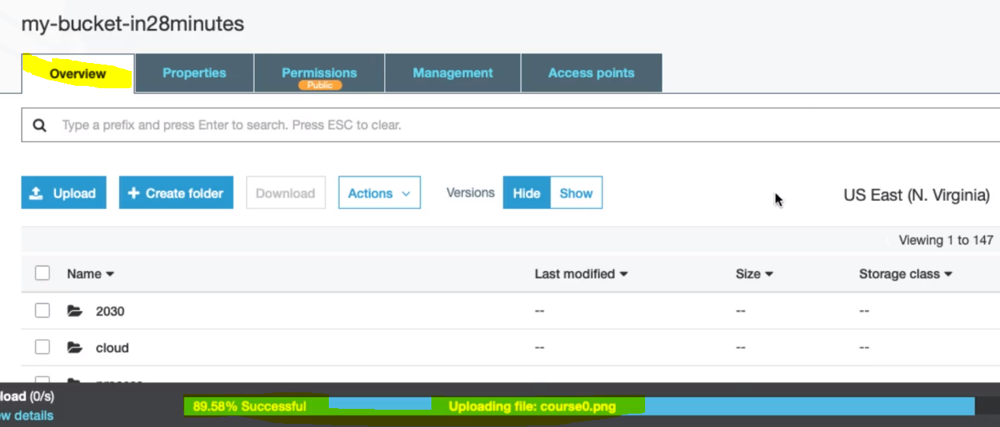 my-bucket-in28minutes
Overview Properties Permissions Management Access points
Public
Type a prefix and press Enter to search. Press ESC to clear.
Upload Create folder Download Actions Versions Hide Show US East (N. Virginia)
Viewing 1 to 147
Name Last modified Size Storage class
2030 -- -- --
cloud -- -- --
load (0/s)
89.58% Successful Uploading file: course0.png
ew details